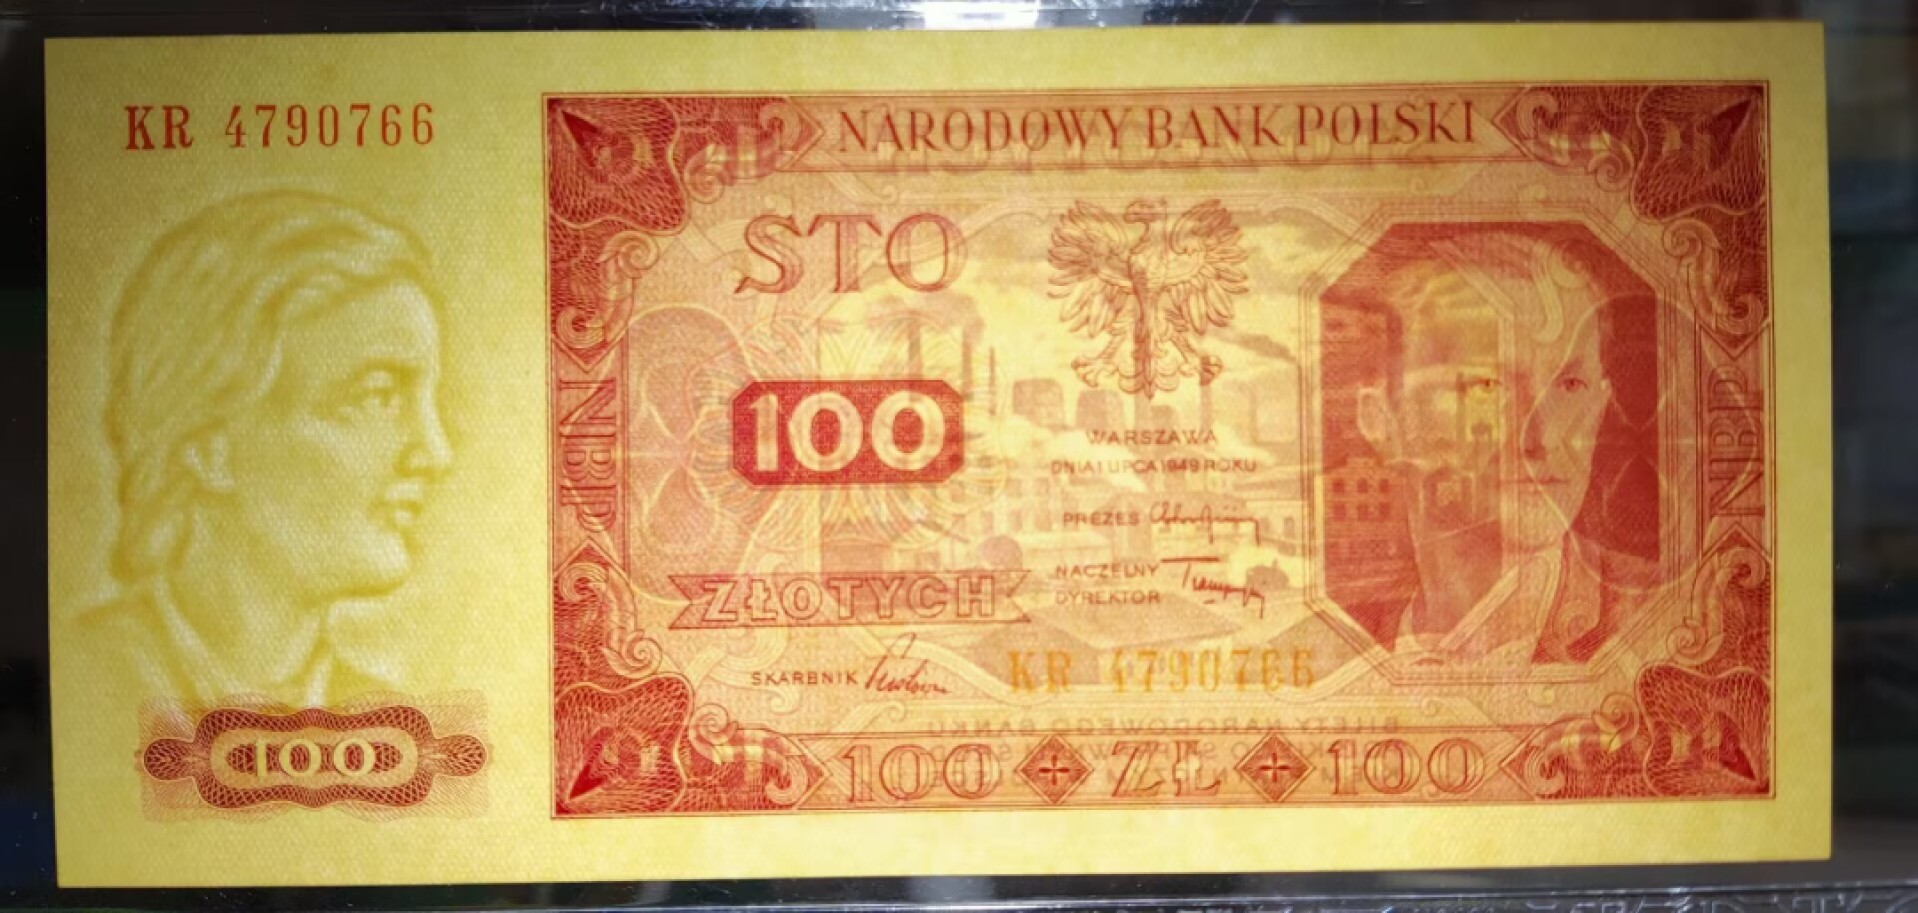 KR 4790766
NARODOWY BANK POLSKI
STO
100
NBP
NBP
WARSZAWA
DNIA 1 LIPCA 1948 ROKU
PREZES
ZŁOTYCH
NACZELNY
DYREKTOR
SKARBNIK
KR 4790766
100
100 ZŁ 100